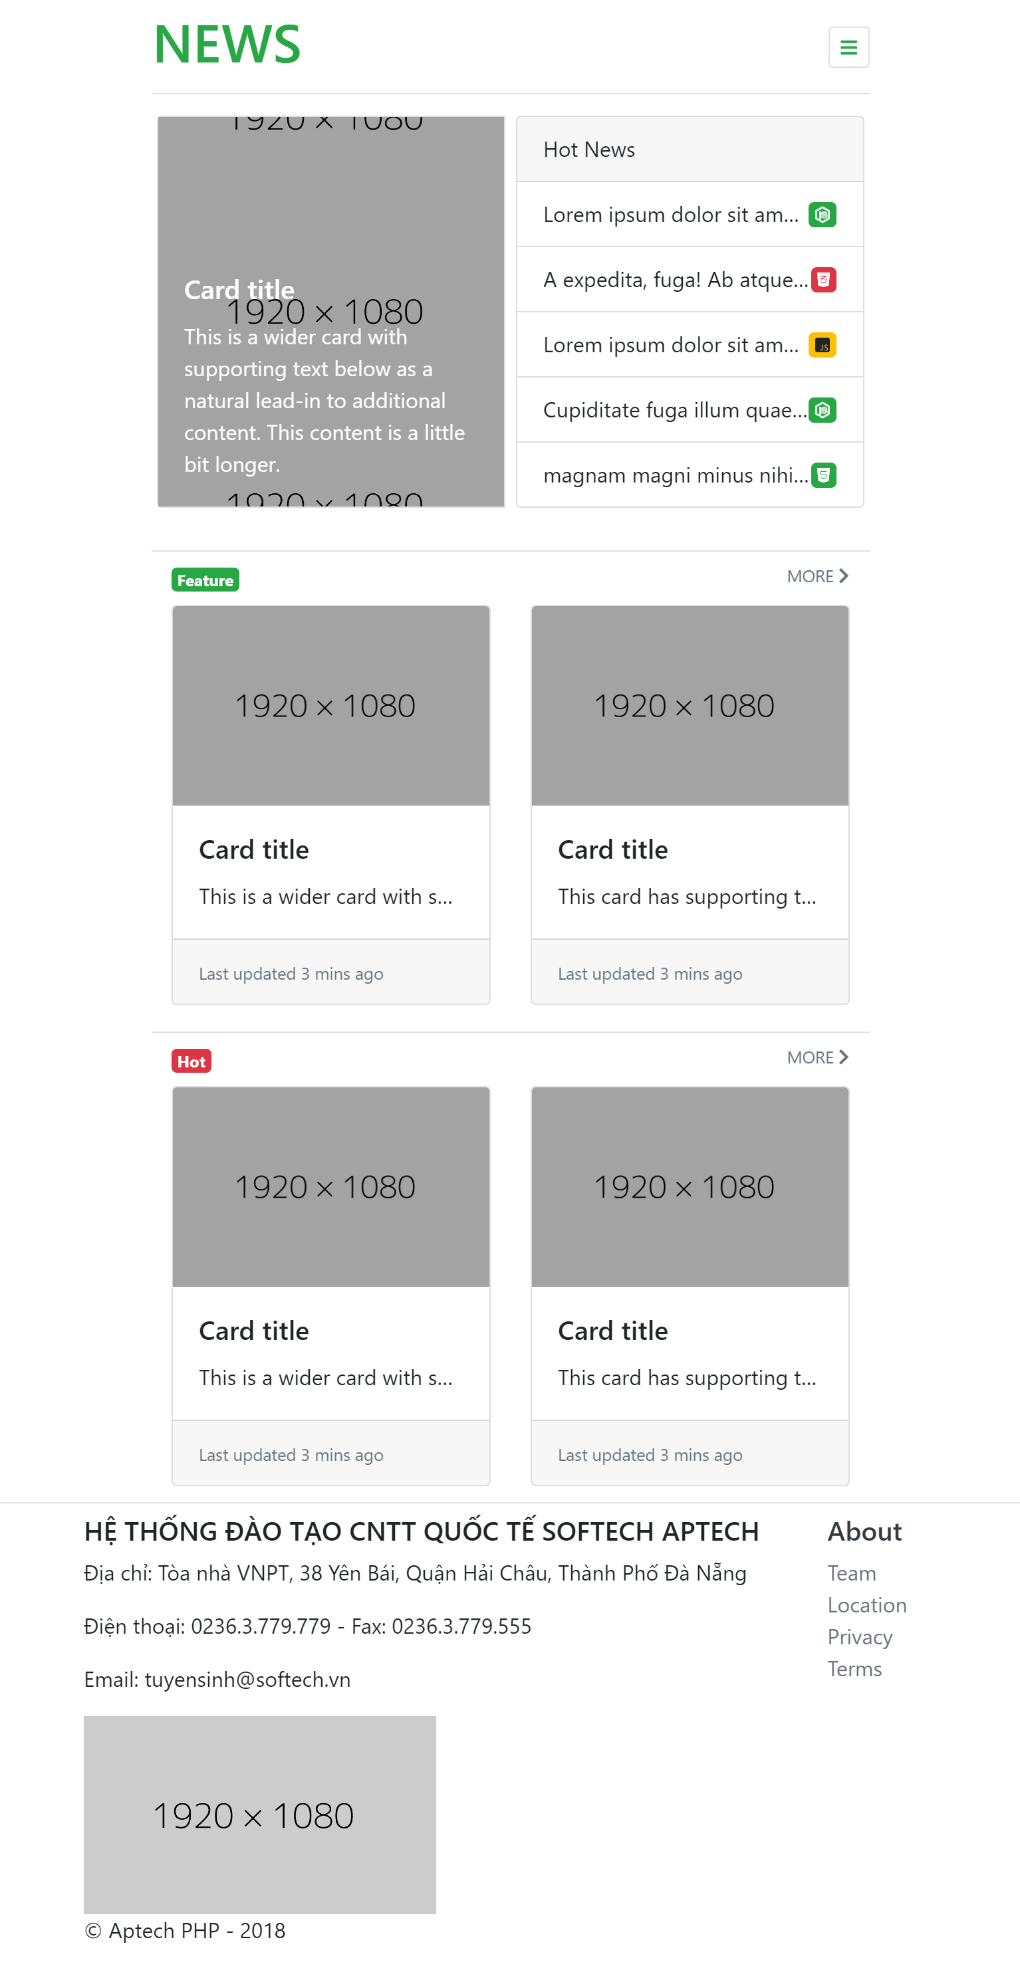 NEWS
1920 × 1080
Card title
1920 × 1080
This is a wider card with
supporting text below as a
natural lead-in to additional
content. This content is a little
bit longer.
1920 × 1080
Hot News
Lorem ipsum dolor sit am...
A expedita, fuga! Ab atque...
Lorem ipsum dolor sit am...
JS
Cupiditate fuga illum quae...
magnam magni minus nihi...
Feature
MORE
1920 × 1080
Card title
This is a wider card with s...
Last updated 3 mins ago
1920 × 1080
Card title
This card has supporting t...
Last updated 3 mins ago
Hot
MORE
1920 × 1080
Card title
This is a wider card with s...
Last updated 3 mins ago
1920 × 1080
Card title
This card has supporting t...
Last updated 3 mins ago
HỆ THỐNG ĐÀO TẠO CNTT QUỐC TẾ SOFTECH APTECH
Địa chỉ: Tòa nhà VNPT, 38 Yên Bái, Quận Hải Châu, Thành Phố Đà Nẵng
Điện thoại: 0236.3.779.779 - Fax: 0236.3.779.555
Email: tuyensinh@softech.vn
1920 × 1080
© Aptech PHP - 2018
About
Team
Location
Privacy
Terms